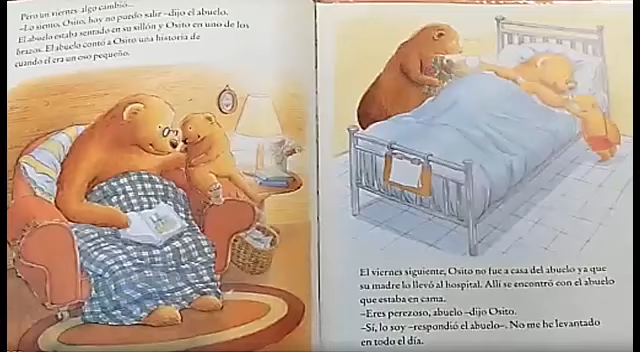 Pero un viernes algo cambió...
–Lo siento, Osito, hoy no puedo salir –dijo el abuelo.
El abuelo estaba sentado en su sillón y Osito en uno de los
brazos. El abuelo contó a Osito una historia de
cuando él era un oso pequeño.
El viernes siguiente, Osito no fue a casa del abuelo ya que
su madre lo llevó al hospital. Allí se encontró con el abuelo
que estaba en cama.
–Eres perezoso, abuelo –dijo Osito.
–Sí, lo soy –respondió el abuelo–. No me he levantado
en todo el día.